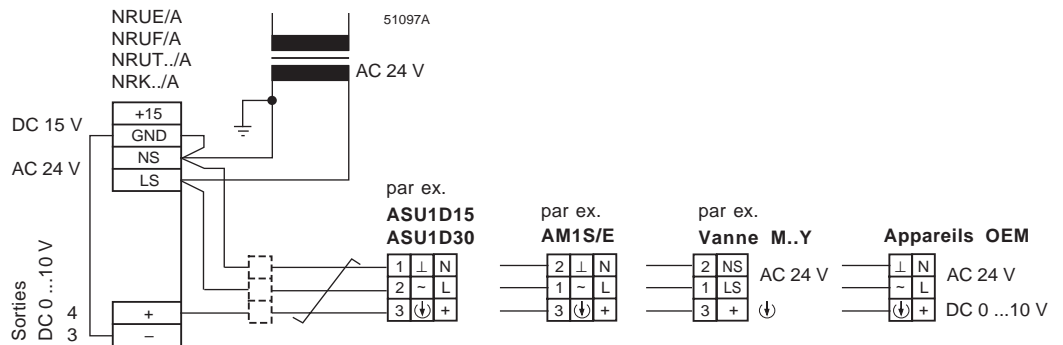 NRUE/A
NRUF/A
NRUT../A
NRK../A
51097A
AC 24 V
DC 15 V
AC 24 V
+15
GND
NS
LS
par ex.
ASU1D15
ASU1D30
par ex.
AM1S/E
par ex.
Vanne M..Y
Appareils OEM
1 ⊥ N
2 ~ L
3 +
2 ⊥ N
1 ~ L
3 +
2 NS
1 LS
3 +
AC 24 V
⊥ N
~ L
+
AC 24 V
DC 0 ...10 V
Sorties
DC 0 ...10 V
4 +
3 –